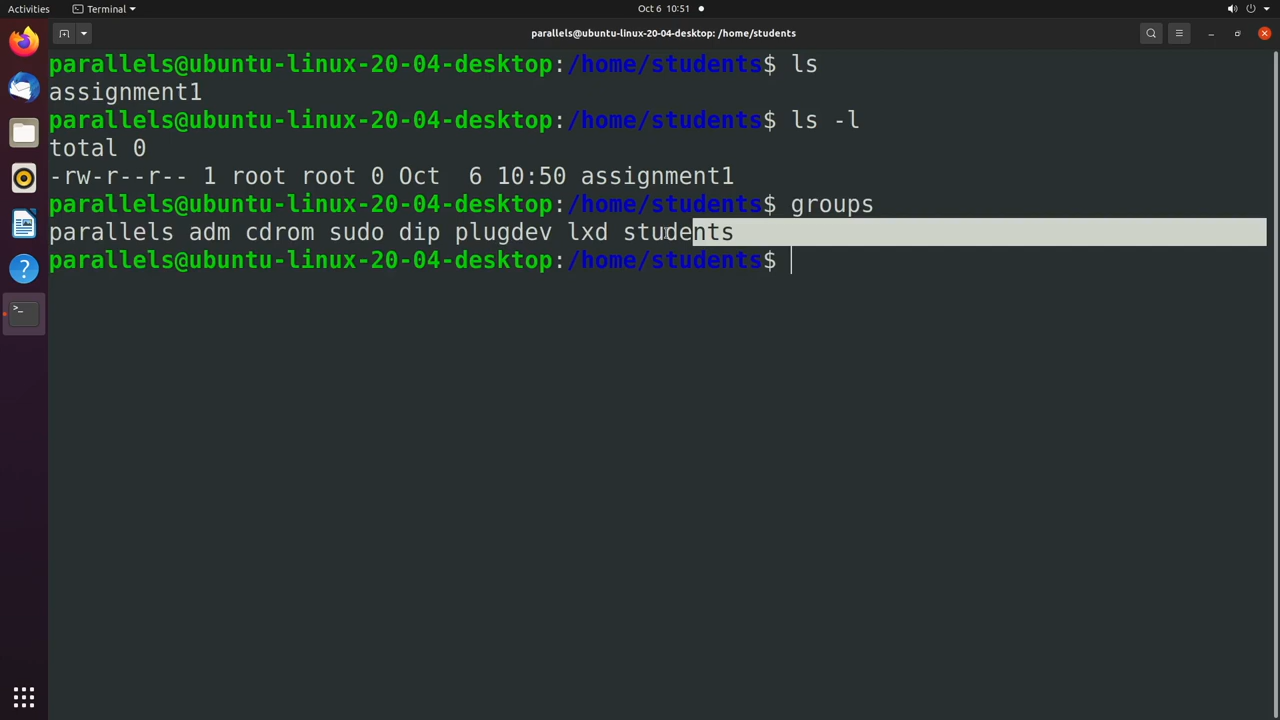 Activities Terminal Oct 6 10:51
parallels@ubuntu-linux-20-04-desktop: /home/students
parallels@ubuntu-linux-20-04-desktop:/home/students$ ls
assignment1
parallels@ubuntu-linux-20-04-desktop:/home/students$ ls -l
total 0
-rw-r--r-- 1 root root 0 Oct  6 10:50 assignment1
parallels@ubuntu-linux-20-04-desktop:/home/students$ groups
parallels adm cdrom sudo dip plugdev lxd students
parallels@ubuntu-linux-20-04-desktop:/home/students$